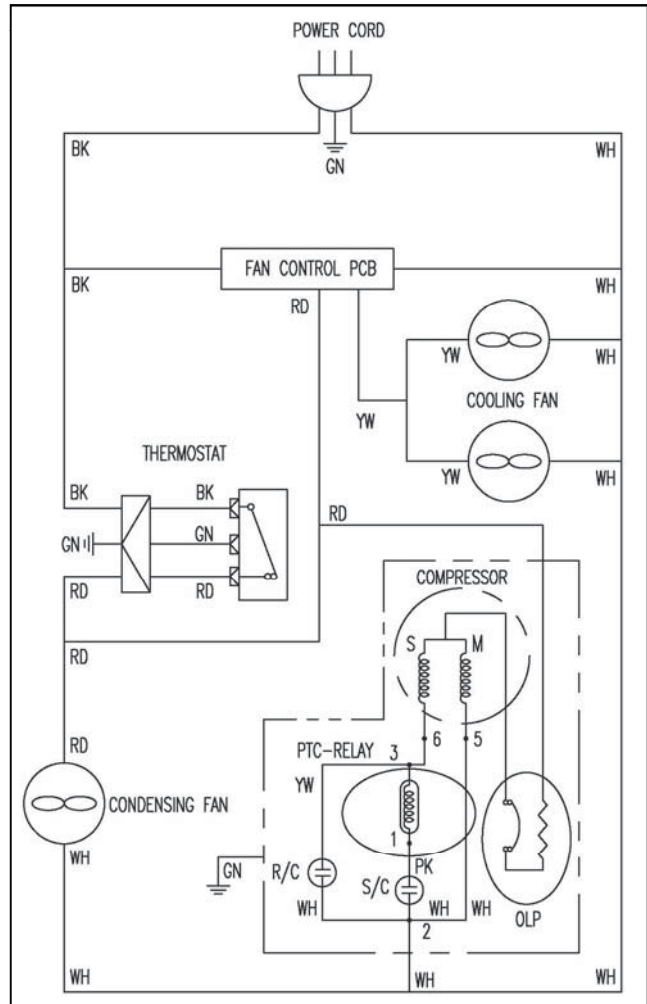 POWER CORD
BK
GN
WH
FAN CONTROL PCB
BK
RD
WH
YW
WH
COOLING FAN
YW
THERMOSTAT
YW
WH
BK
BK
RD
GN
GN
RD
RD
COMPRESSOR
RD
S
M
RD
6
5
PTC-RELAY
3
YW
CONDENSING FAN
1
WH
GN
R/C
PK
S/C
WH
WH
WH
OLP
2
WH
WH
WH